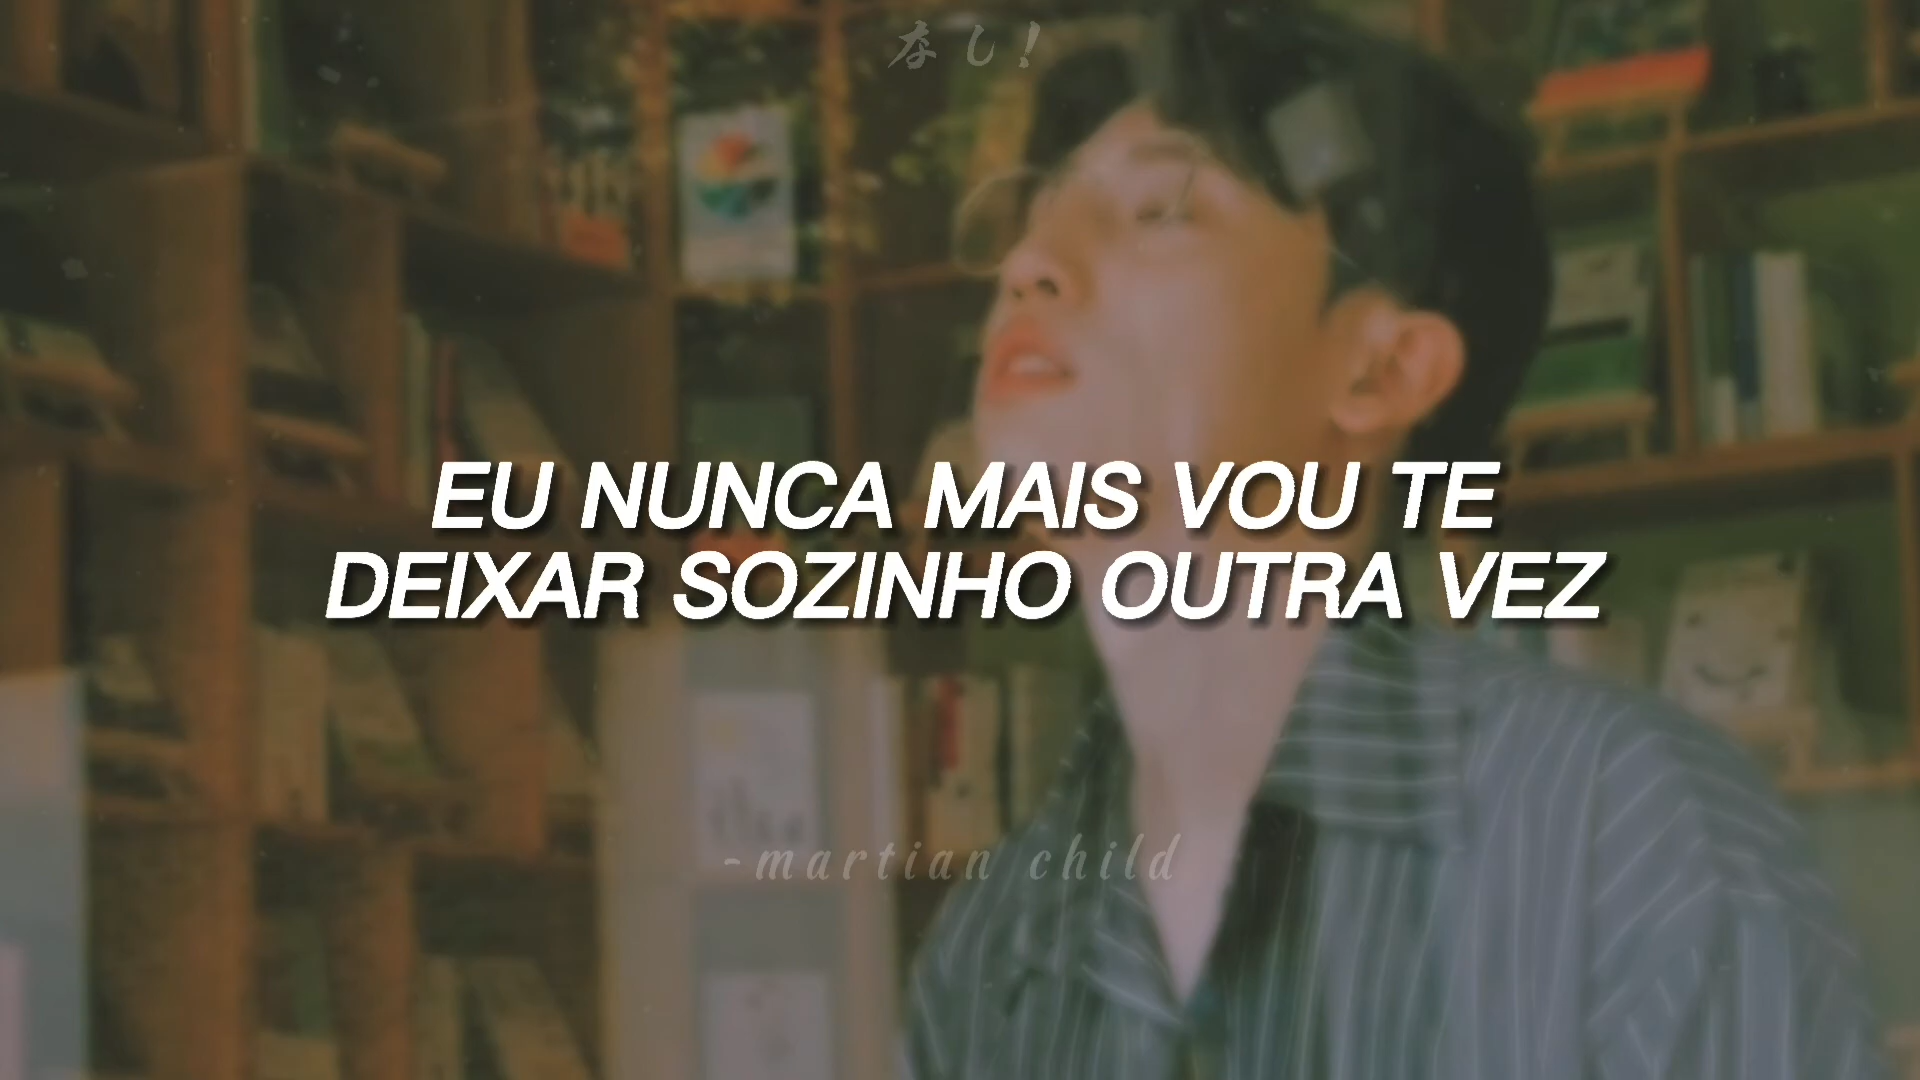 なし!
EU NUNCA MAIS VOU TE
DEIXAR SOZINHO OUTRA VEZ
-martian child